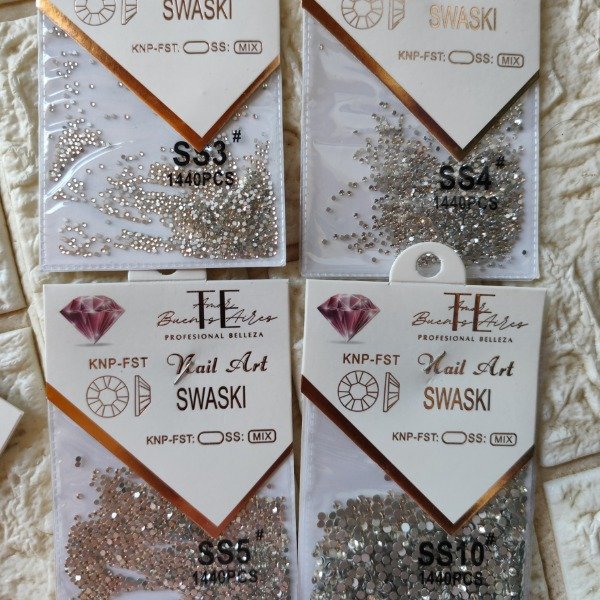 SWASKI
KNP-FST: SS: MIX
SS3#
1440PCS
SWASKI
KNP-FST: SS: MIX
SS4#
1440PCS
TE
Amari
Buenos Aires
PROFESIONAL BELLEZA
KNP-FST Nail Art
SWASKI
KNP-FST: SS: MIX
SS5#
1440PCS
TE
Amari
Buenos Aires
PROFESIONAL BELLEZA
KNP-FST Nail Art
SWASKI
KNP-FST: SS: MIX
SS10#
1440PCS